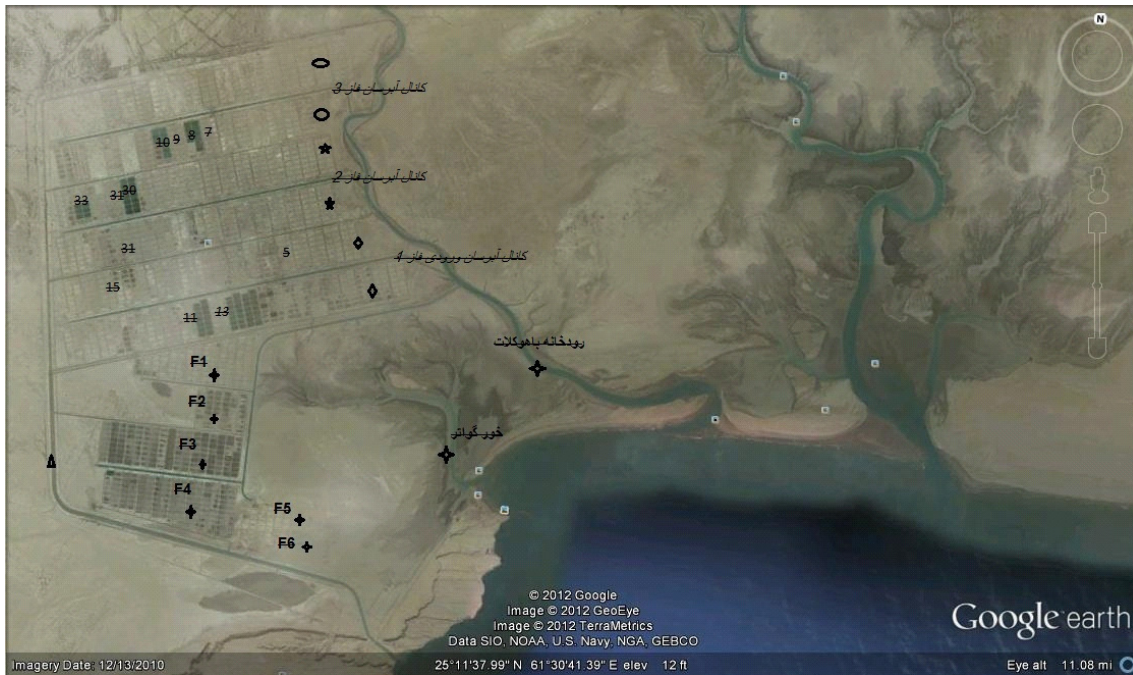 N
کانال آبرسان فاز 3
10 9 8 7
کانال آبرسان فاز 2
33 31 30
31
5
کانال آبرسان ورودی فاز 1
15
11 13
رودخانه باهوکلات
F1
F2
خور گواتر
F3
F4
F5
F6
© 2012 Google
Image © 2012 GeoEye
Image © 2012 TerraMetrics
Data SIO, NOAA, U.S. Navy, NGA, GEBCO
Google earth
Imagery Date: 12/13/2010 25°11'37.99" N 61°30'41.39" E elev 12 ft Eye alt 11.08 mi